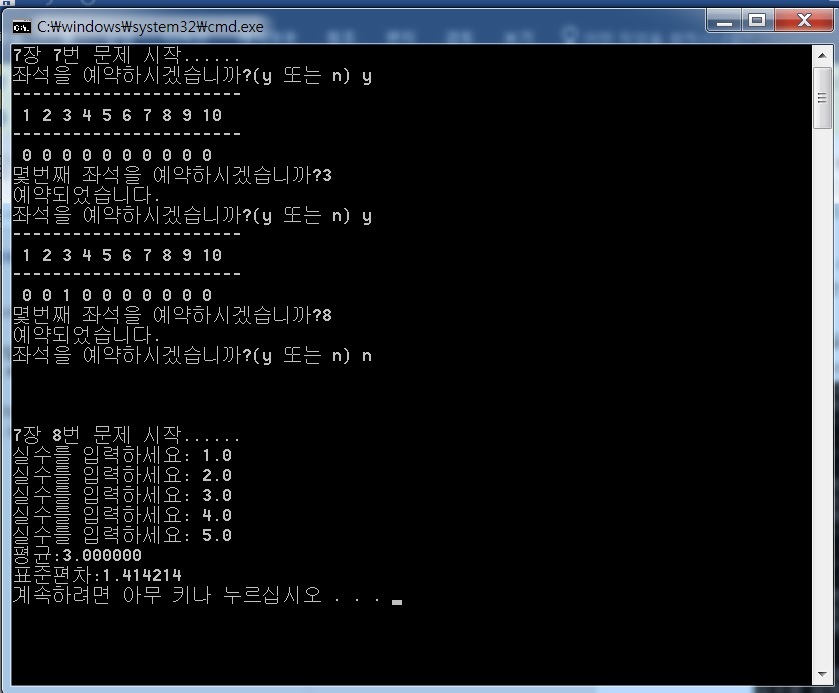 C:\windows\system32\cmd.exe
7장 7번 문제 시작......
좌석을 예약하시겠습니까?(y 또는 n) y
-----------------------
1 2 3 4 5 6 7 8 9 10
-----------------------
0 0 0 0 0 0 0 0 0 0
몇번째 좌석을 예약하시겠습니까?3
예약되었습니다.
좌석을 예약하시겠습니까?(y 또는 n) y
-----------------------
1 2 3 4 5 6 7 8 9 10
-----------------------
0 0 1 0 0 0 0 0 0 0
몇번째 좌석을 예약하시겠습니까?8
예약되었습니다.
좌석을 예약하시겠습니까?(y 또는 n) n
7장 8번 문제 시작......
실수를 입력하세요: 1.0
실수를 입력하세요: 2.0
실수를 입력하세요: 3.0
실수를 입력하세요: 4.0
실수를 입력하세요: 5.0
평균:3.000000
표준편차:1.414214
계속하려면 아무 키나 누르십시오 . . .